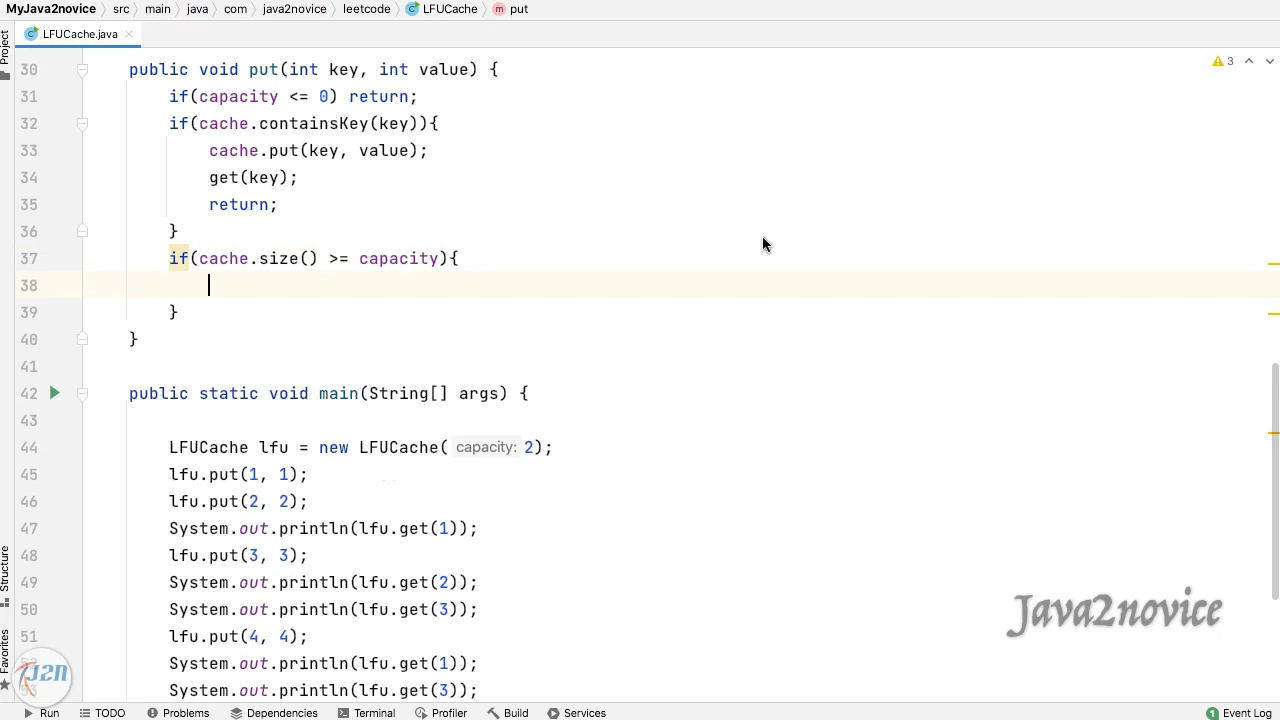 MyJava2novice src main java com java2novice leetcode LFUCache put
LFUCache.java
Project
3
30 public void put(int key, int value) {
31 if(capacity <= 0) return;
32 if(cache.containsKey(key)){
33 cache.put(key, value);
34 get(key);
35 return;
36 }
37 if(cache.size() >= capacity){
38
39 }
40 }
41
42 public static void main(String[] args) {
43
44 LFUCache lfu = new LFUCache( capacity: 2);
45 lfu.put(1, 1);
46 lfu.put(2, 2);
47 System.out.println(lfu.get(1));
48 lfu.put(3, 3);
49 System.out.println(lfu.get(2));
50 System.out.println(lfu.get(3));
51 lfu.put(4, 4);
System.out.println(lfu.get(1));
System.out.println(lfu.get(3));
Structure
Favorites
Java2novice
J2N
Run TODO Problems Dependencies Terminal Profiler Build Services 1 Event Log